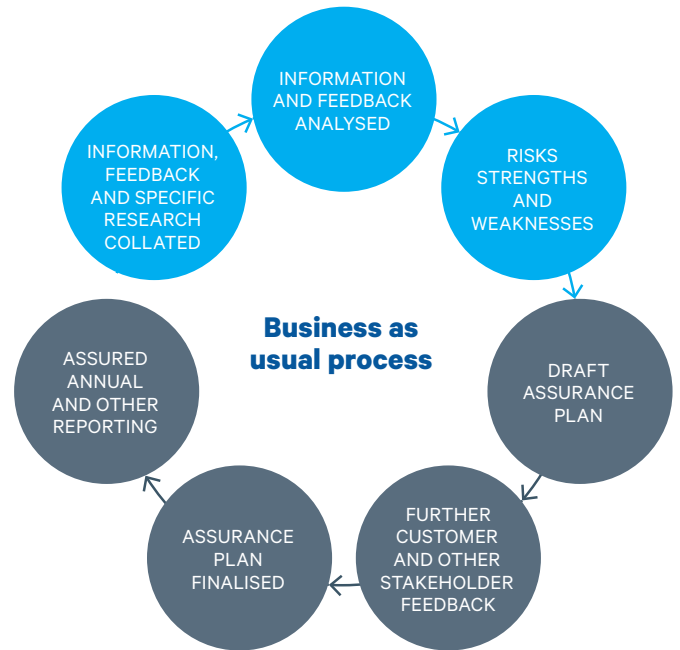 INFORMATION
AND FEEDBACK
ANALYSED
RISKS
STRENGTHS
AND
WEAKNESSES
DRAFT
ASSURANCE
PLAN
FURTHER
CUSTOMER
AND OTHER
STAKEHOLDER
FEEDBACK
ASSURANCE
PLAN
FINALISED
ASSURED
ANNUAL
AND OTHER
REPORTING
INFORMATION,
FEEDBACK
AND SPECIFIC
RESEARCH
COLLATED
Business as
usual process